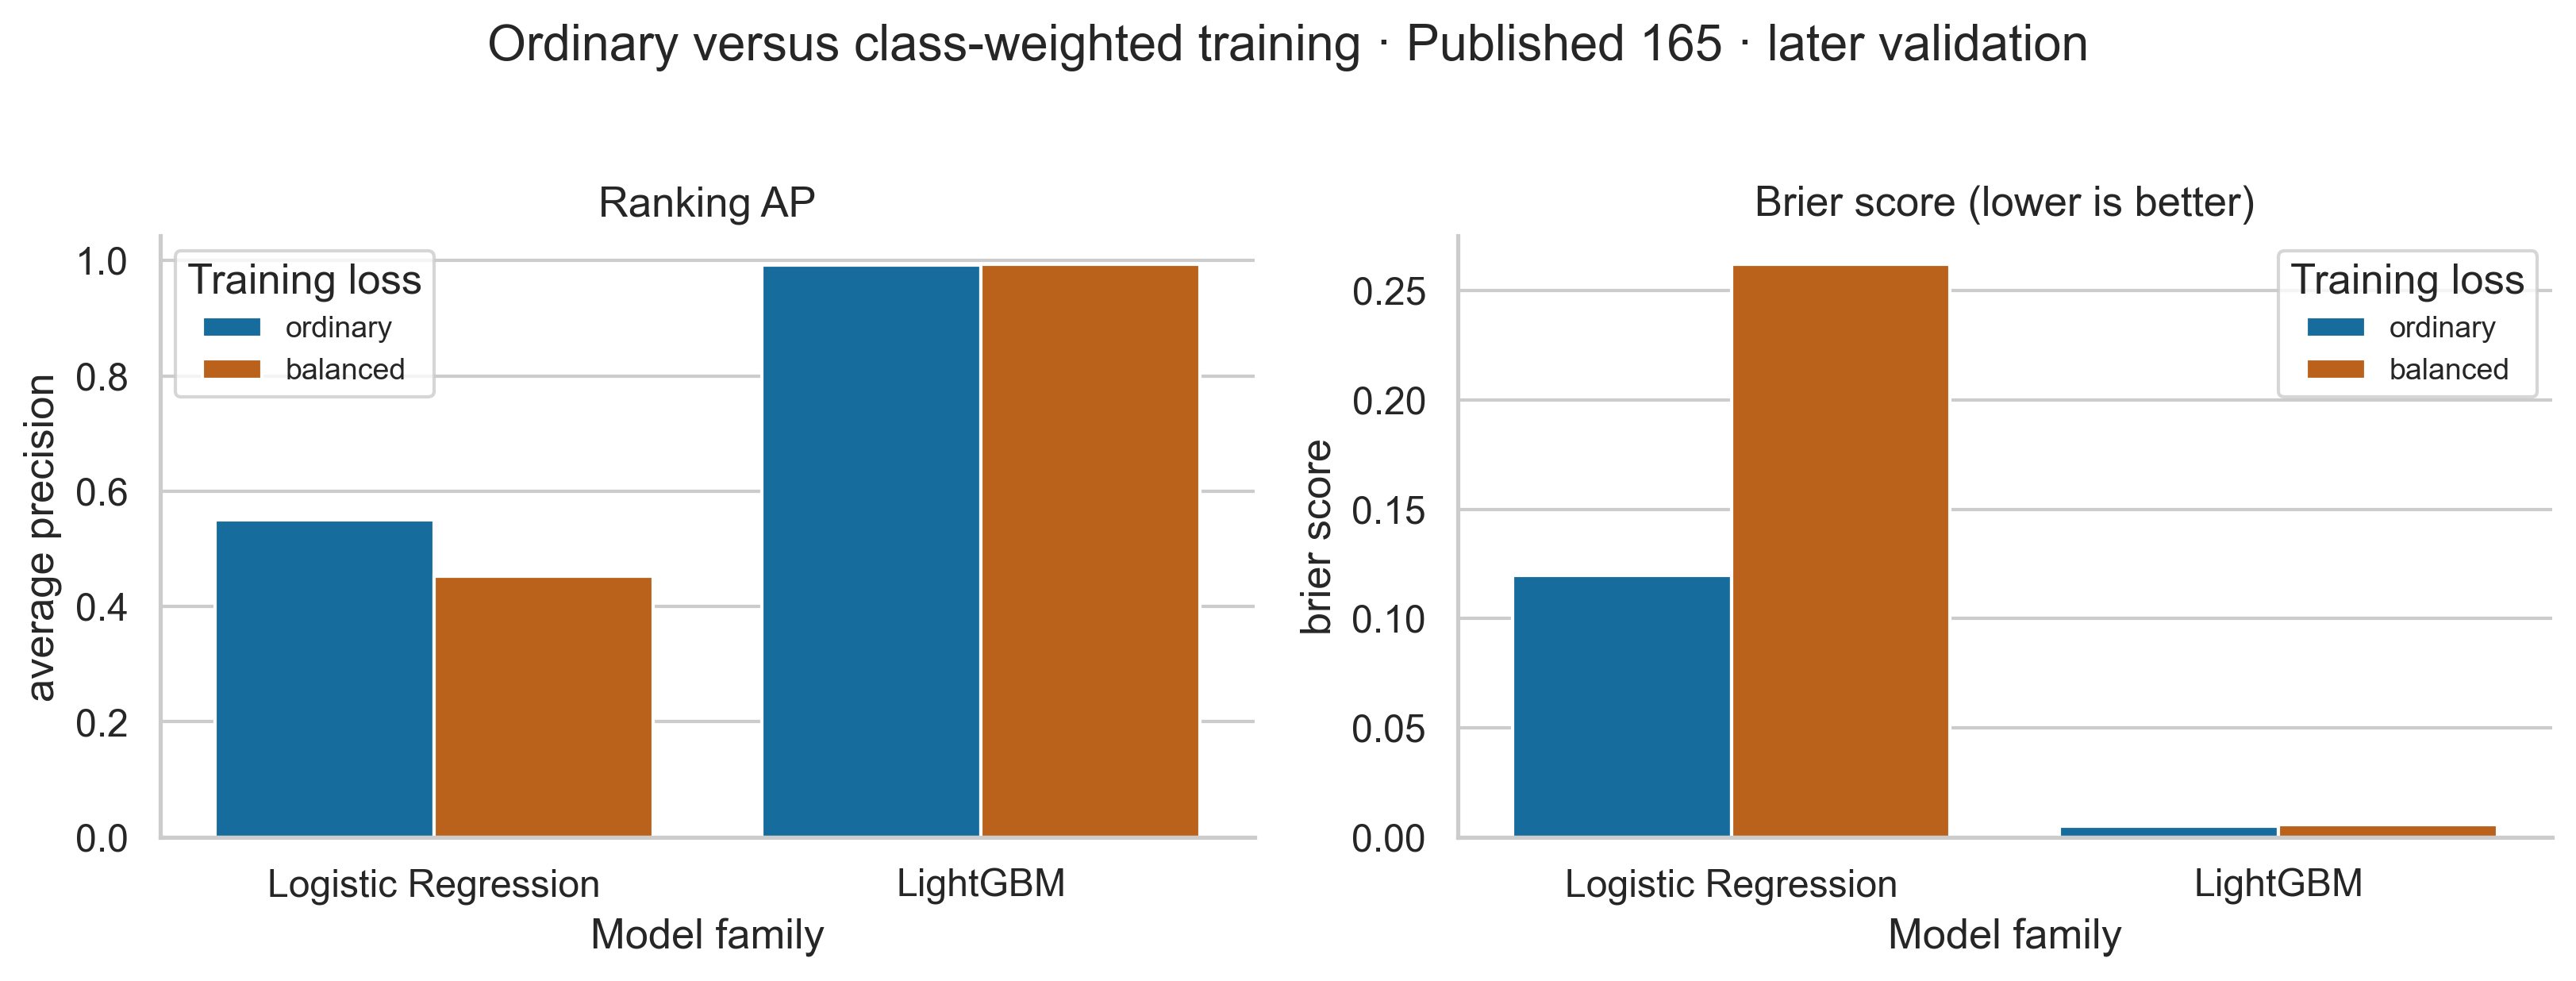 Ordinary versus class-weighted training · Published 165 · later validation
Ranking AP
Training loss
ordinary
balanced
average precision
1.0
0.8
0.6
0.4
0.2
0.0
Logistic Regression
LightGBM
Model family
Brier score (lower is better)
Training loss
ordinary
balanced
brier score
0.25
0.20
0.15
0.10
0.05
0.00
Logistic Regression
LightGBM
Model family